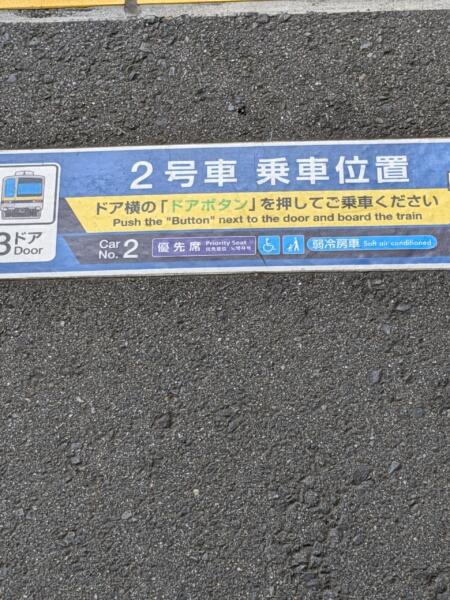 2号車 乗車位置
ドア横の「ドアボタン」を押してご乗車ください
Push the "Button" next to the door and board the train
3ドア
Door
Car No. 2
優先席 Priority Seat
弱冷房車 Soft air conditioned